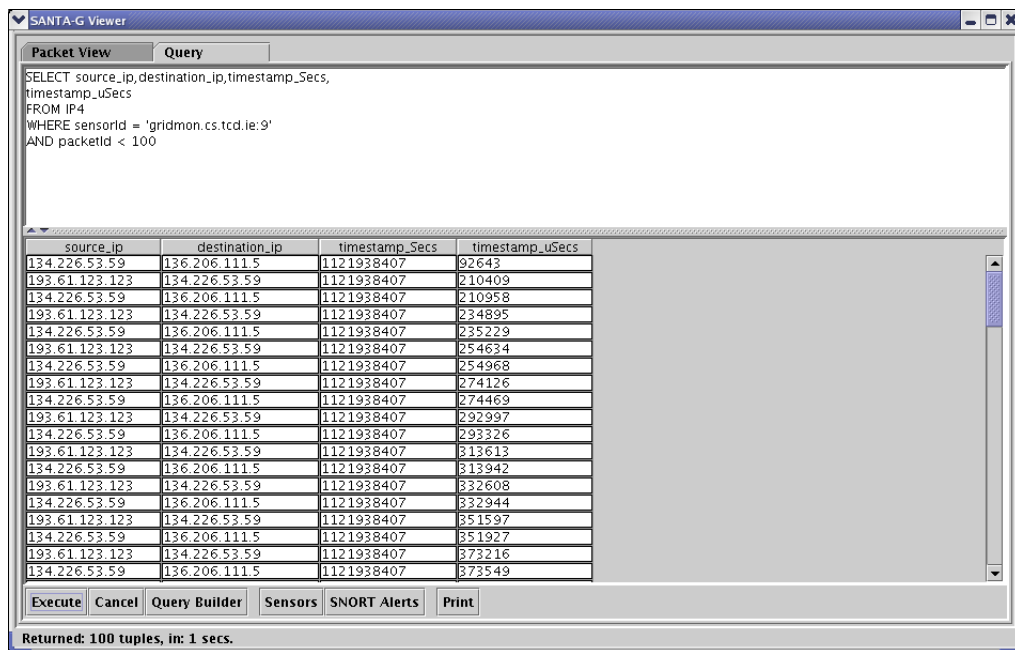 SANTA-G Viewer
Packet View Query
SELECT source_ip,destination_ip,timestamp_Secs,
timestamp_uSecs
FROM IP4
WHERE sensorId = 'gridmon.cs.tcd.ie:9'
AND packetId < 100
source_ip destination_ip timestamp_Secs timestamp_uSecs
134.226.53.59 136.206.111.5 1121938407 92643
193.61.123.123 134.226.53.59 1121938407 210409
134.226.53.59 136.206.111.5 1121938407 210958
193.61.123.123 134.226.53.59 1121938407 234895
134.226.53.59 136.206.111.5 1121938407 235229
193.61.123.123 134.226.53.59 1121938407 254634
134.226.53.59 136.206.111.5 1121938407 254968
193.61.123.123 134.226.53.59 1121938407 274126
134.226.53.59 136.206.111.5 1121938407 274469
193.61.123.123 134.226.53.59 1121938407 292997
134.226.53.59 136.206.111.5 1121938407 293326
193.61.123.123 134.226.53.59 1121938407 313613
134.226.53.59 136.206.111.5 1121938407 313942
193.61.123.123 134.226.53.59 1121938407 332608
134.226.53.59 136.206.111.5 1121938407 332944
193.61.123.123 134.226.53.59 1121938407 351597
134.226.53.59 136.206.111.5 1121938407 351927
193.61.123.123 134.226.53.59 1121938407 373216
134.226.53.59 136.206.111.5 1121938407 373549
Execute Cancel Query Builder Sensors SNORT Alerts Print
Returned: 100 tuples, in: 1 secs.